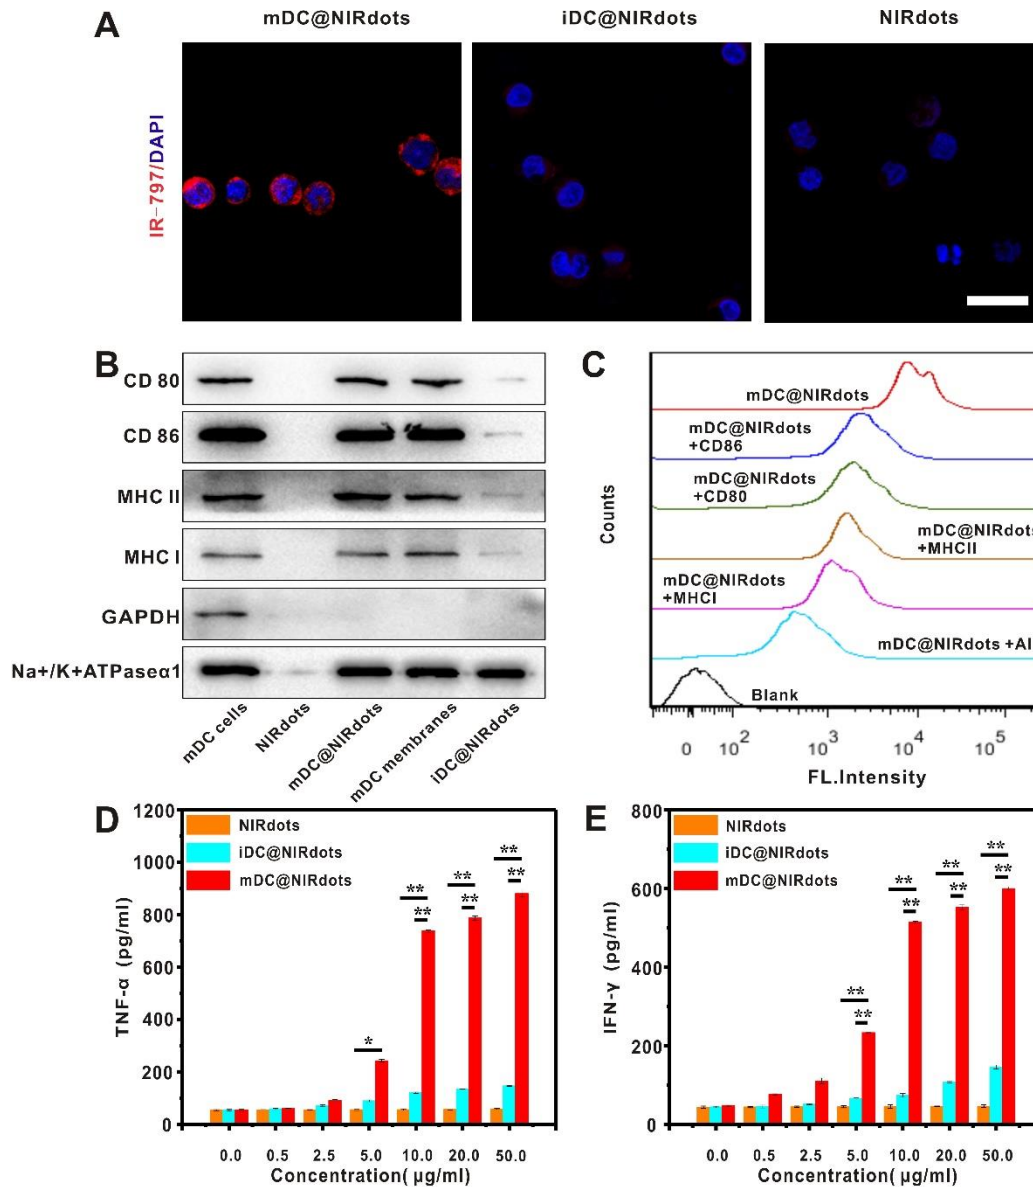 A
mDC@NIRdots
iDC@NIRdots
NIRdots
IR-797/DAPI
B
CD 80
CD 86
MHC II
MHC I
GAPDH
Na+/K+ATPaseα1
mDC cells
NIRdots
mDC@NIRdots
mDC membranes
iDC@NIRdots
C
Counts
mDC@NIRdots
mDC@NIRdots
+CD86
mDC@NIRdots
+CD80
mDC@NIRdots
+MHCII
mDC@NIRdots
+MHCI
mDC@NIRdots +Al
Blank
0 10² 10³ 10⁴ 10⁵
FL.Intensity
D
TNF-α (pg/ml)
1200
1000
800
600
400
200
0
NIRdots
iDC@NIRdots
mDC@NIRdots
*
**
**
**
**
**
**
0.0 0.5 2.5 5.0 10.0 20.0 50.0
Concentration( μg/ml)
E
IFN-γ (pg/ml)
800
600
400
200
0
NIRdots
iDC@NIRdots
mDC@NIRdots
**
**
**
**
**
**
**
**
0.0 0.5 2.5 5.0 10.0 20.0 50.0
Concentration( μg/ml)